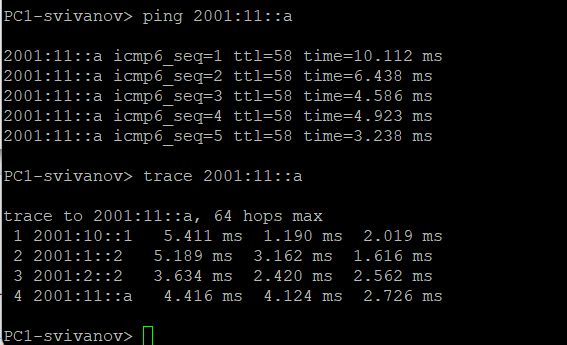 PC1-svivanov> ping 2001:11::a
2001:11::a icmp6_seq=1 ttl=58 time=10.112 ms
2001:11::a icmp6_seq=2 ttl=58 time=6.438 ms
2001:11::a icmp6_seq=3 ttl=58 time=4.586 ms
2001:11::a icmp6_seq=4 ttl=58 time=4.923 ms
2001:11::a icmp6_seq=5 ttl=58 time=3.238 ms
PC1-svivanov> trace 2001:11::a
trace to 2001:11::a, 64 hops max
1 2001:10::1   5.411 ms  1.190 ms  2.019 ms
2 2001:1::2   5.189 ms  3.162 ms  1.616 ms
3 2001:2::2   3.634 ms  2.420 ms  2.562 ms
4 2001:11::a   4.416 ms  4.124 ms  2.726 ms
PC1-svivanov>